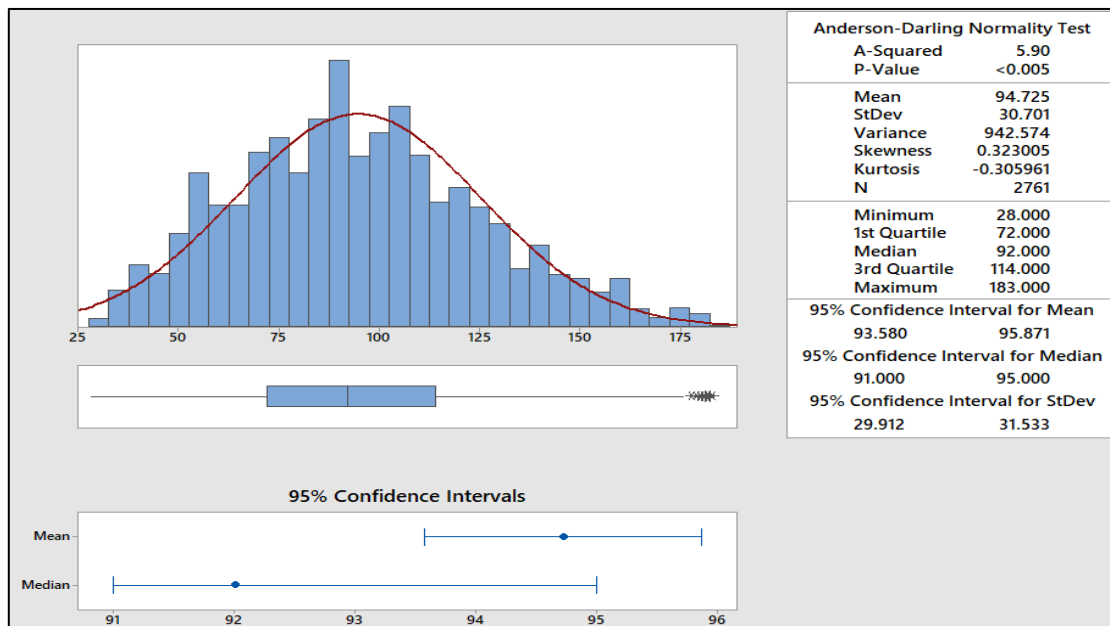 Anderson-Darling Normality Test
A-Squared 5.90
P-Value <0.005
Mean 94.725
StDev 30.701
Variance 942.574
Skewness 0.323005
Kurtosis -0.305961
N 2761
Minimum 28.000
1st Quartile 72.000
Median 92.000
3rd Quartile 114.000
Maximum 183.000
95% Confidence Interval for Mean
93.580 95.871
95% Confidence Interval for Median
91.000 95.000
95% Confidence Interval for StDev
29.912 31.533
25 50 75 100 125 150 175
95% Confidence Intervals
Mean
Median
91 92 93 94 95 96